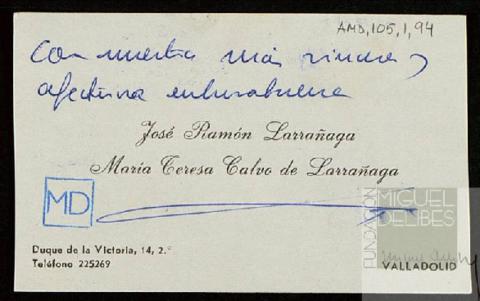 AMD,105,1,94
Con nuestra más sincera y
afectuosa enhorabuena
José Ramón Larrañaga
María Teresa Calvo de Larrañaga
MD
Duque de la Victoria, 14, 2.°
Teléfono 225269
VALLADOLID
FUNDACIÓN
MIGUEL
DELIBES